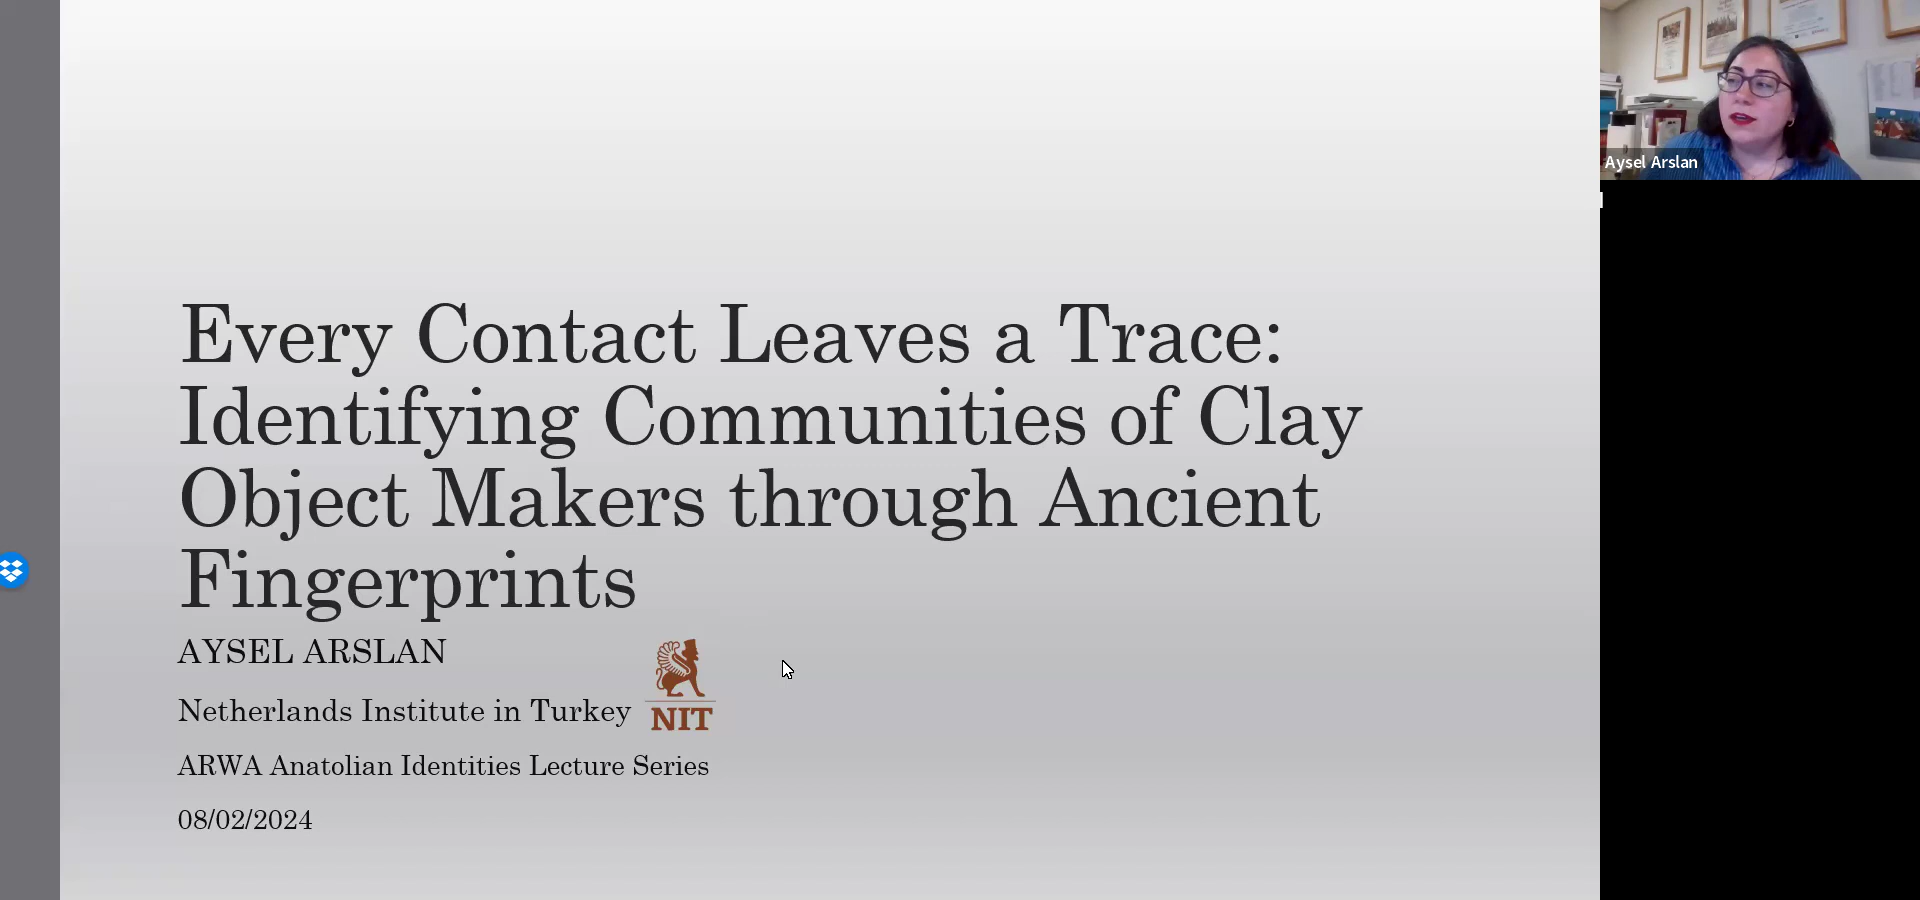 Every Contact Leaves a Trace:
Identifying Communities of Clay
Object Makers through Ancient
Fingerprints
AYSEL ARSLAN
Netherlands Institute in Turkey
NIT
ARWA Anatolian Identities Lecture Series
08/02/2024
Aysel Arslan